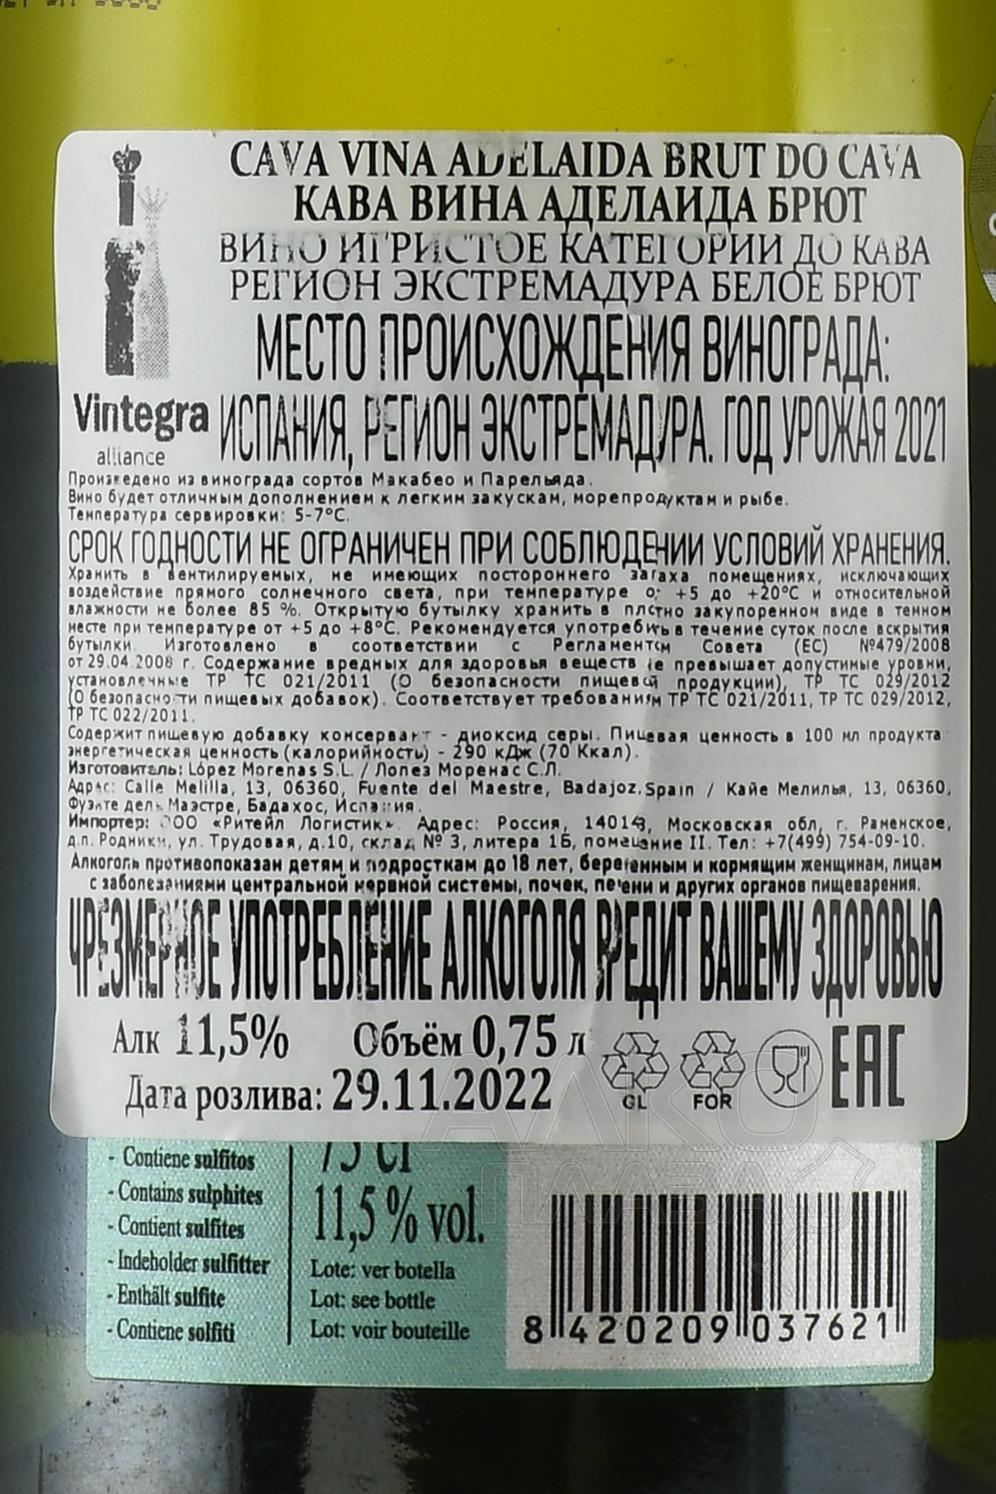 CAVA VINA ADELAIDA BRUT DO CAVA
КАВА ВИНА АДЕЛАИДА БРЮТ
ВИНО ИГРИСТОЕ КАТЕГОРИИ ДО КАВА
РЕГИОН ЭКСТРЕМАДУРА БЕЛОЕ БРЮТ
МЕСТО ПРОИСХОЖДЕНИЯ ВИНОГРАДА:
Vintegra
alliance
ИСПАНИЯ, РЕГИОН ЭКСТРЕМАДУРА. ГОД УРОЖАЯ 2021
Произведено из винограда сортов Макабео и Парельяда.
Вино будет отличным дополнением к легким закускам, морепродуктам и рыбе.
Температура сервировки: 5-7°С.
СРОК ГОДНОСТИ НЕ ОГРАНИЧЕН ПРИ СОБЛЮДЕНИИ УСЛОВИЙ ХРАНЕНИЯ.
Хранить в вентилируемых, не имеющих постороннего запаха помещениях, исключающих
воздействие прямого солнечного света, при температуре от +5 до +20°С и относительной
влажности не более 85 %. Открытую бутылку хранить в плотно закупоренном виде в темном
месте при температуре от +5 до +8°С. Рекомендуется употребить в течение суток после вскрытия
бутылки. Изготовлено в соответствии с Регламентом Совета (ЕС) №479/2008
от 29.04.2008 г. Содержание вредных для здоровья веществ не превышает допустимые уровни,
установленные ТР ТС 021/2011 (О безопасности пищевой продукции), ТР ТС 029/2012
(О безопасности пищевых добавок). Соответствует требованиям ТР ТС 021/2011, ТР ТС 029/2012,
ТР ТС 022/2011.
Содержит пищевую добавку консервант - диоксид серы. Пищевая ценность в 100 мл продукта
энергетическая ценность (калорийность) - 290 кДж (70 Ккал).
Изготовитель: López Morenas S.L. / Лопез Моренас С.Л.
Адрес: Calle Melilla, 13, 06360, Fuente del Maestre, Badajoz, Spain / Кайе Мелилья, 13, 06360,
Фуэнте дель Маэстре, Бадахос, Испания.
Импортер: ООО «Ритейл Логистик». Адрес: Россия, 140143, Московская обл, г. Раменское,
д.п. Родники, ул. Трудовая, д.10, склад № 3, литера 1Б, помещение II. Тел: +7(499) 754-09-10.
Алкоголь противопоказан детям и подросткам до 18 лет, беременным и кормящим женщинам, лицам
с заболеваниями центральной нервной системы, почек, печени и других органов пищеварения.
ЧРЕЗМЕРНОЕ УПОТРЕБЛЕНИЕ АЛКОГОЛЯ ВРЕДИТ ВАШЕМУ ЗДОРОВЬЮ
Алк 11,5% Объём 0,75 л
Дата розлива: 29.11.2022
GL FOR EAC
АЛКО
ПЛАЗА
- Contiene sulfitos
- Contains sulphites
- Contient sulfites
- Indeholder sulfitter
- Enthält sulfite
- Contiene solfiti
75 cl
11,5 % vol.
Lote: ver botella
Lot: see bottle
Lot: voir bouteille
8 420209 037621